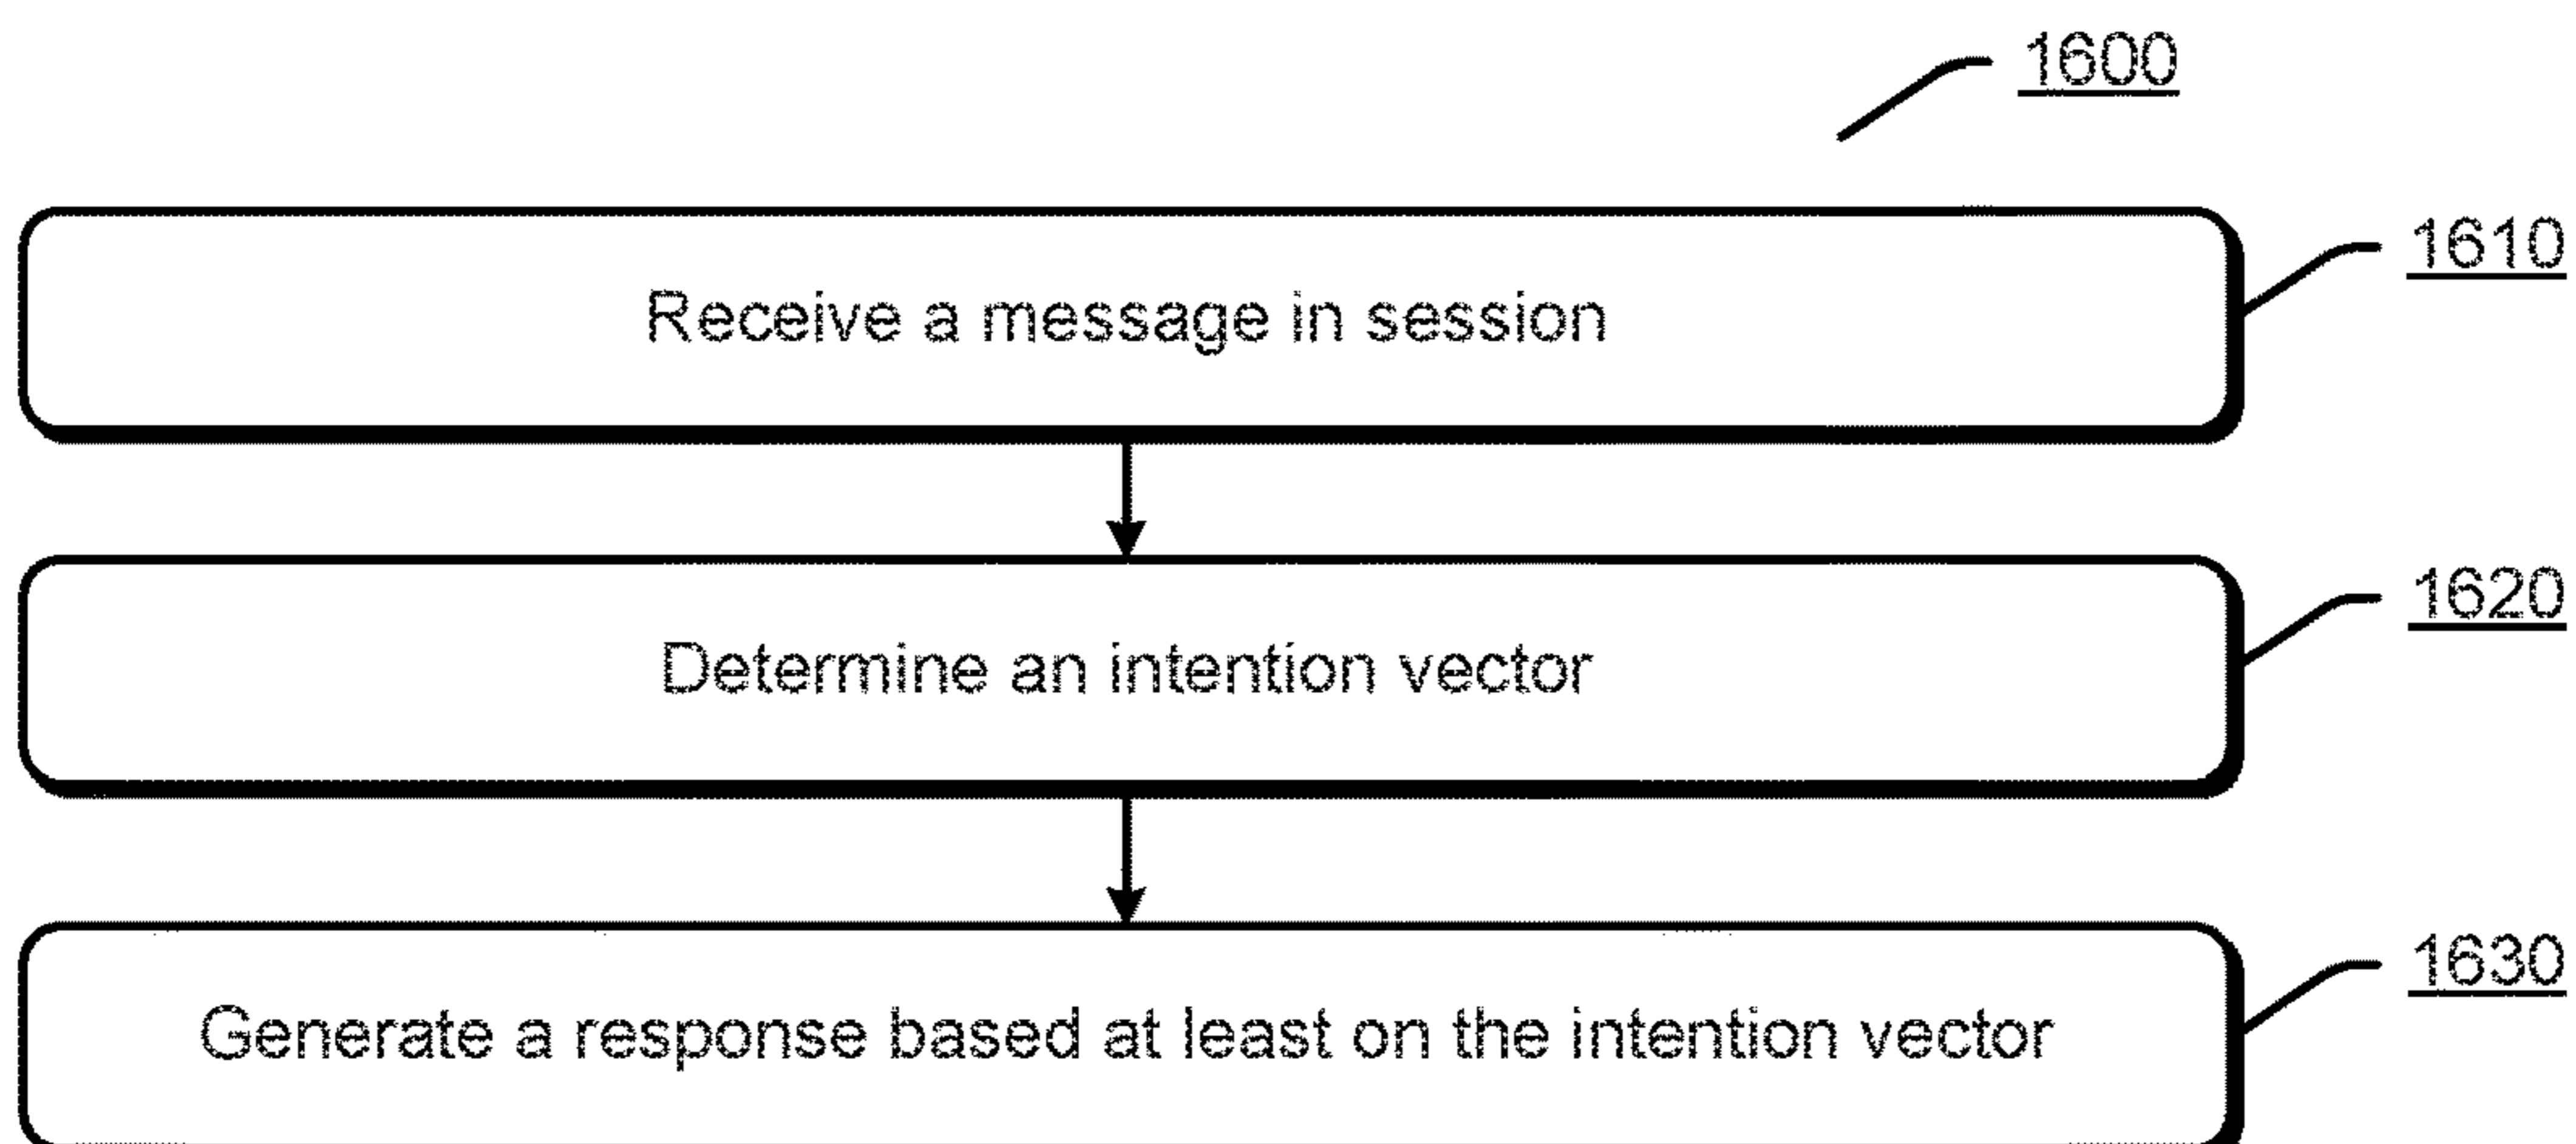 1600
Receive a message in session
1610
Determine an intention vector
1620
Generate a response based at least on the intention vector
1630